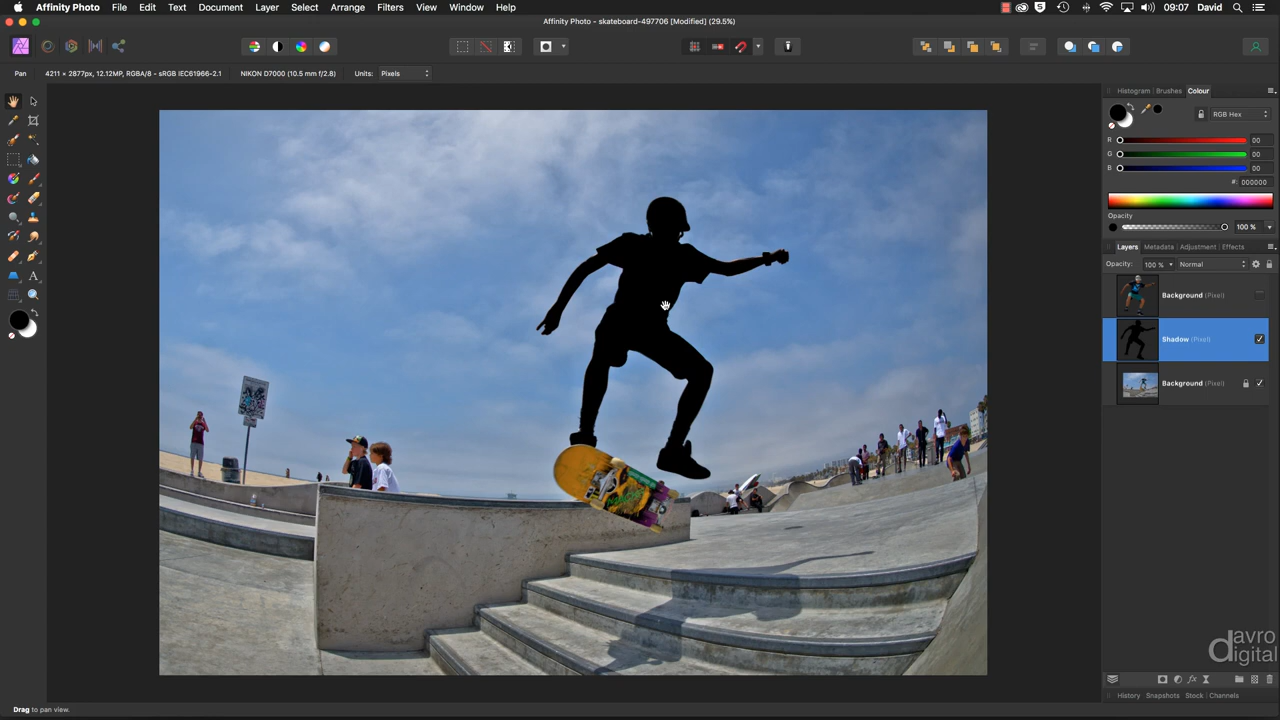 Affinity Photo File Edit Text Document Layer Select Arrange Filters View Window Help 09:07 David
Affinity Photo - skateboard-497706 [Modified] (29.5%)
Pan 4211 × 2877px, 12.12MP, RGBA/8 - sRGB IEC61966-2.1 NIKON D7000 (10.5 mm f/2.8) Units: Pixels
Histogram Brushes Colour
RGB Hex
R 00
G 00
B 00
#: 000000
Opacity
100 %
Layers Metadata Adjustment Effects
Opacity: 100 % Normal
Background (Pixel)
Shadow (Pixel)
Background (Pixel)
davro
digital
History Snapshots Stock Channels
Drag to pan view.